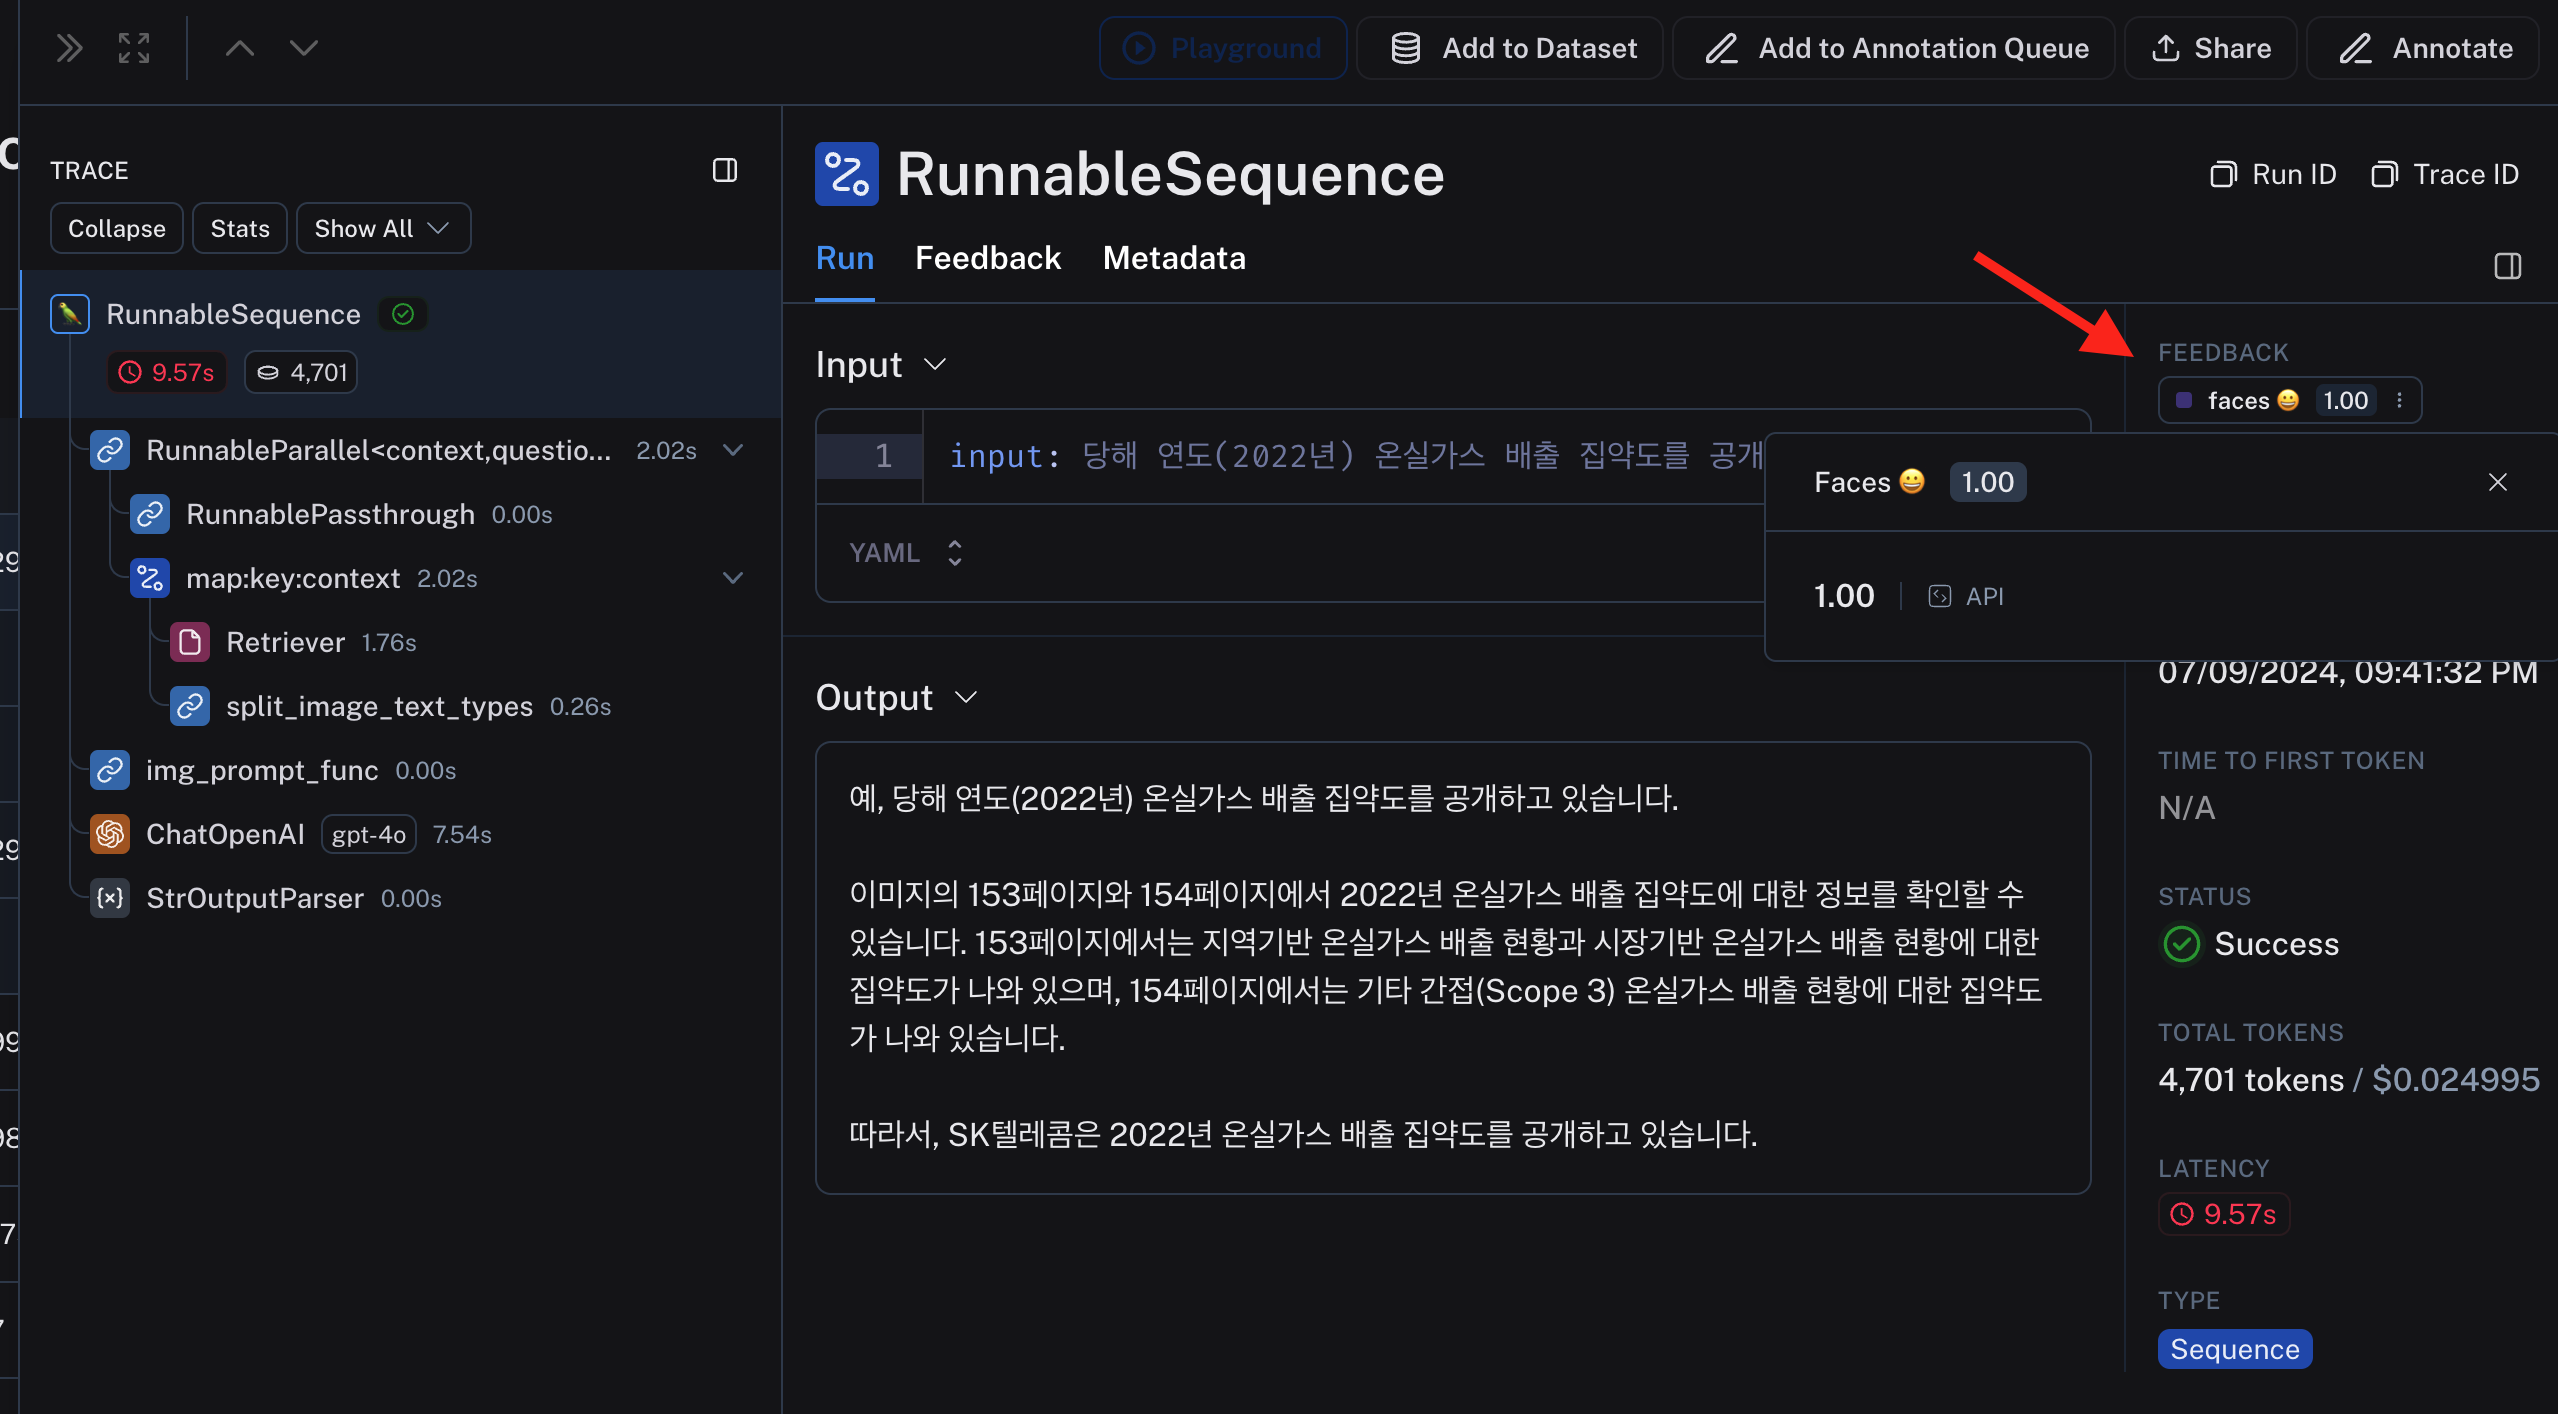 Playground
Add to Dataset
Add to Annotation Queue
Share
Annotate
TRACE
Collapse
Stats
Show All
RunnableSequence
9.57s
4,701
RunnableParallel<context,questio... 2.02s
RunnablePassthrough 0.00s
map:key:context 2.02s
Retriever 1.76s
split_image_text_types 0.26s
img_prompt_func 0.00s
ChatOpenAI gpt-4o 7.54s
StrOutputParser 0.00s
RunnableSequence
Run ID
Trace ID
Run
Feedback
Metadata
Input
1 input: 당해 연도(2022년) 온실가스 배출 집약도를 공개
YAML
Output
예, 당해 연도(2022년) 온실가스 배출 집약도를 공개하고 있습니다.
이미지의 153페이지와 154페이지에서 2022년 온실가스 배출 집약도에 대한 정보를 확인할 수
있습니다. 153페이지에서는 지역기반 온실가스 배출 현황과 시장기반 온실가스 배출 현황에 대한
집약도가 나와 있으며, 154페이지에서는 기타 간접(Scope 3) 온실가스 배출 현황에 대한 집약도
가 나와 있습니다.
따라서, SK텔레콤은 2022년 온실가스 배출 집약도를 공개하고 있습니다.
FEEDBACK
faces 😀 1.00
Faces 😀 1.00
1.00 API
07/09/2024, 09:41:32 PM
TIME TO FIRST TOKEN
N/A
STATUS
Success
TOTAL TOKENS
4,701 tokens / $0.024995
LATENCY
9.57s
TYPE
Sequence